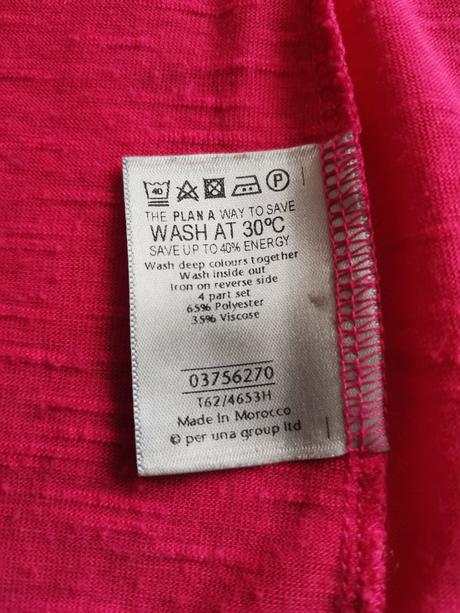 40 P
THE PLAN A WAY TO SAVE
WASH AT 30ºC
SAVE UP TO 40% ENERGY
Wash deep colours together
Wash inside out
Iron on reverse side
4 part set
65% Polyester
35% Viscose
03756270
T62/4653H
Made in Morocco
© per una group ltd